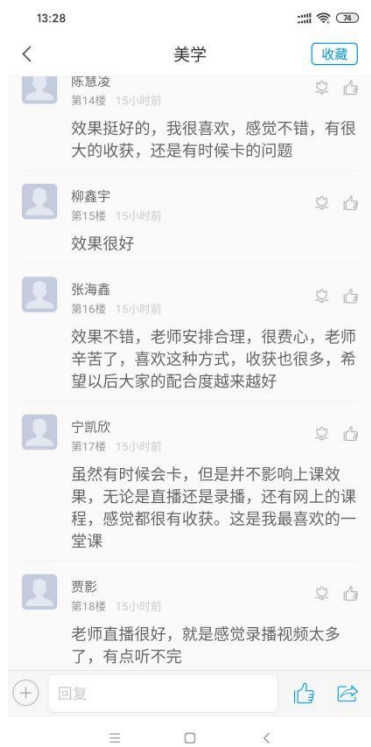 13:28
74
美学
收藏
陈慧凌
第14楼 15小时前
效果挺好的，我很喜欢，感觉不错，有很
大的收获，还是有时候卡的问题
柳鑫宇
第15楼 15小时前
效果很好
张海鑫
第16楼 15小时前
效果不错，老师安排合理，很费心，老师
辛苦了，喜欢这种方式，收获也很多，希
望以后大家的配合度越来越好
宁凯欣
第17楼 15小时前
虽然有时候会卡，但是并不影响上课效
果，无论是直播还是录播，还有网上的课
程，感觉都很有收获。这是我最喜欢的一
堂课
贾影
第18楼 15小时前
老师直播很好，就是感觉录播视频太多
了，有点听不完
回复